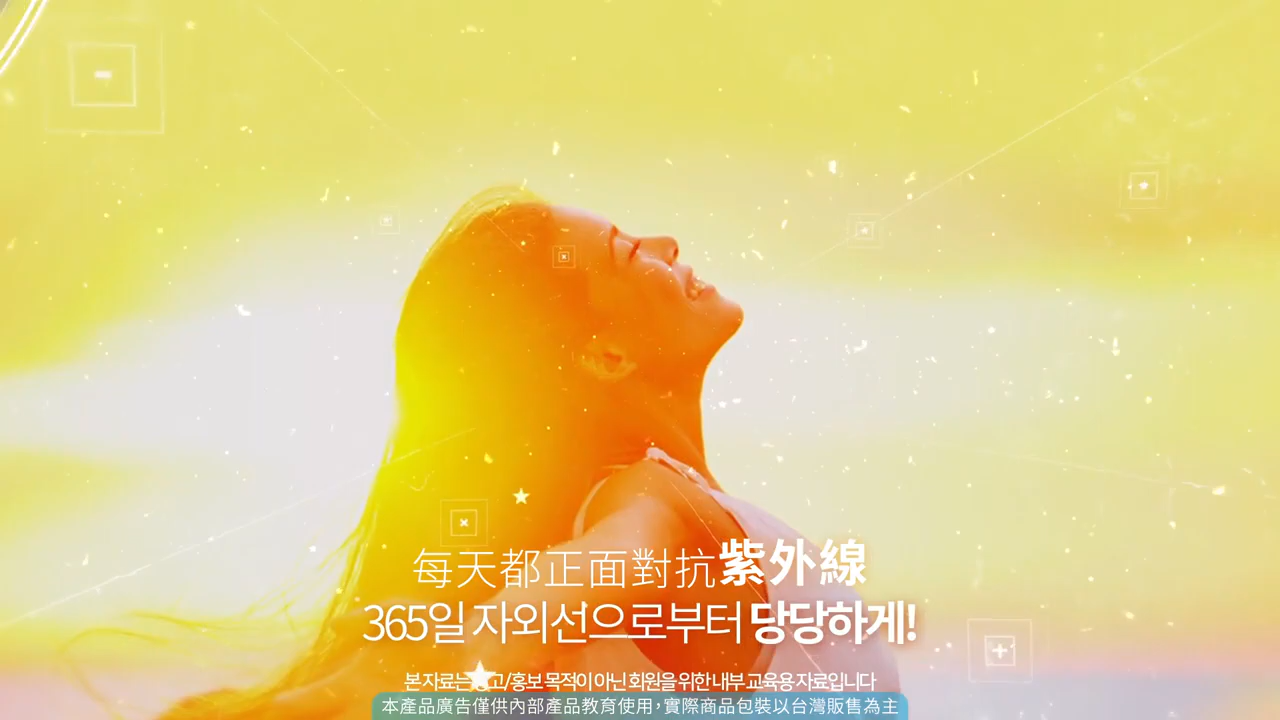 每天都正面對抗紫外線
365일 자외선으로부터 당당하게!
본 자료는 고/홍보 목적이 아닌 회원을 위한 내부 교육용 자료입니다
本產品廣告僅供內部產品教育使用，實際商品包裝以台灣販售為主